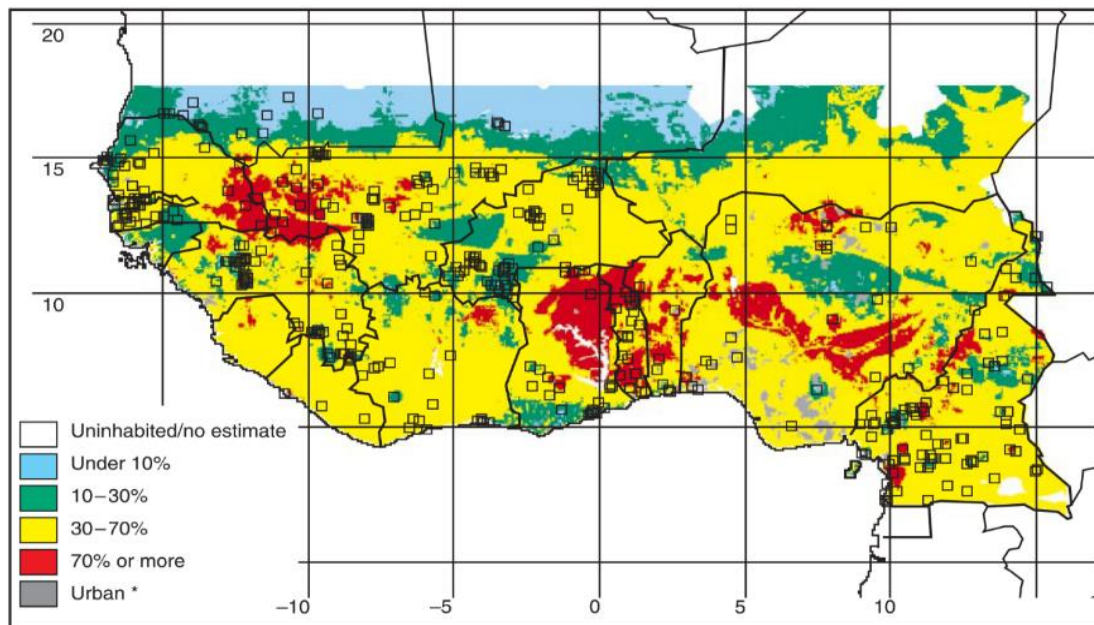 20
15
10
Uninhabited/no estimate
Under 10%
10–30%
30–70%
70% or more
Urban *
–10
–5
0
5
10